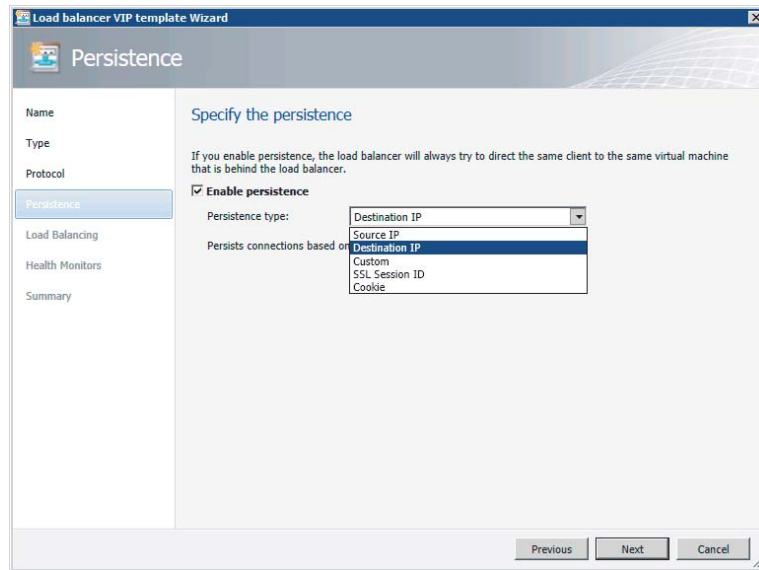 Load balancer VIP template Wizard
Persistence
Name
Type
Protocol
Persistence
Load Balancing
Health Monitors
Summary
Specify the persistence
If you enable persistence, the load balancer will always try to direct the same client to the same virtual machine
that is behind the load balancer.
Enable persistence
Persistence type:
Destination IP
Source IP
Destination IP
Custom
SSL Session ID
Cookie
Persists connections based on
Previous
Next
Cancel